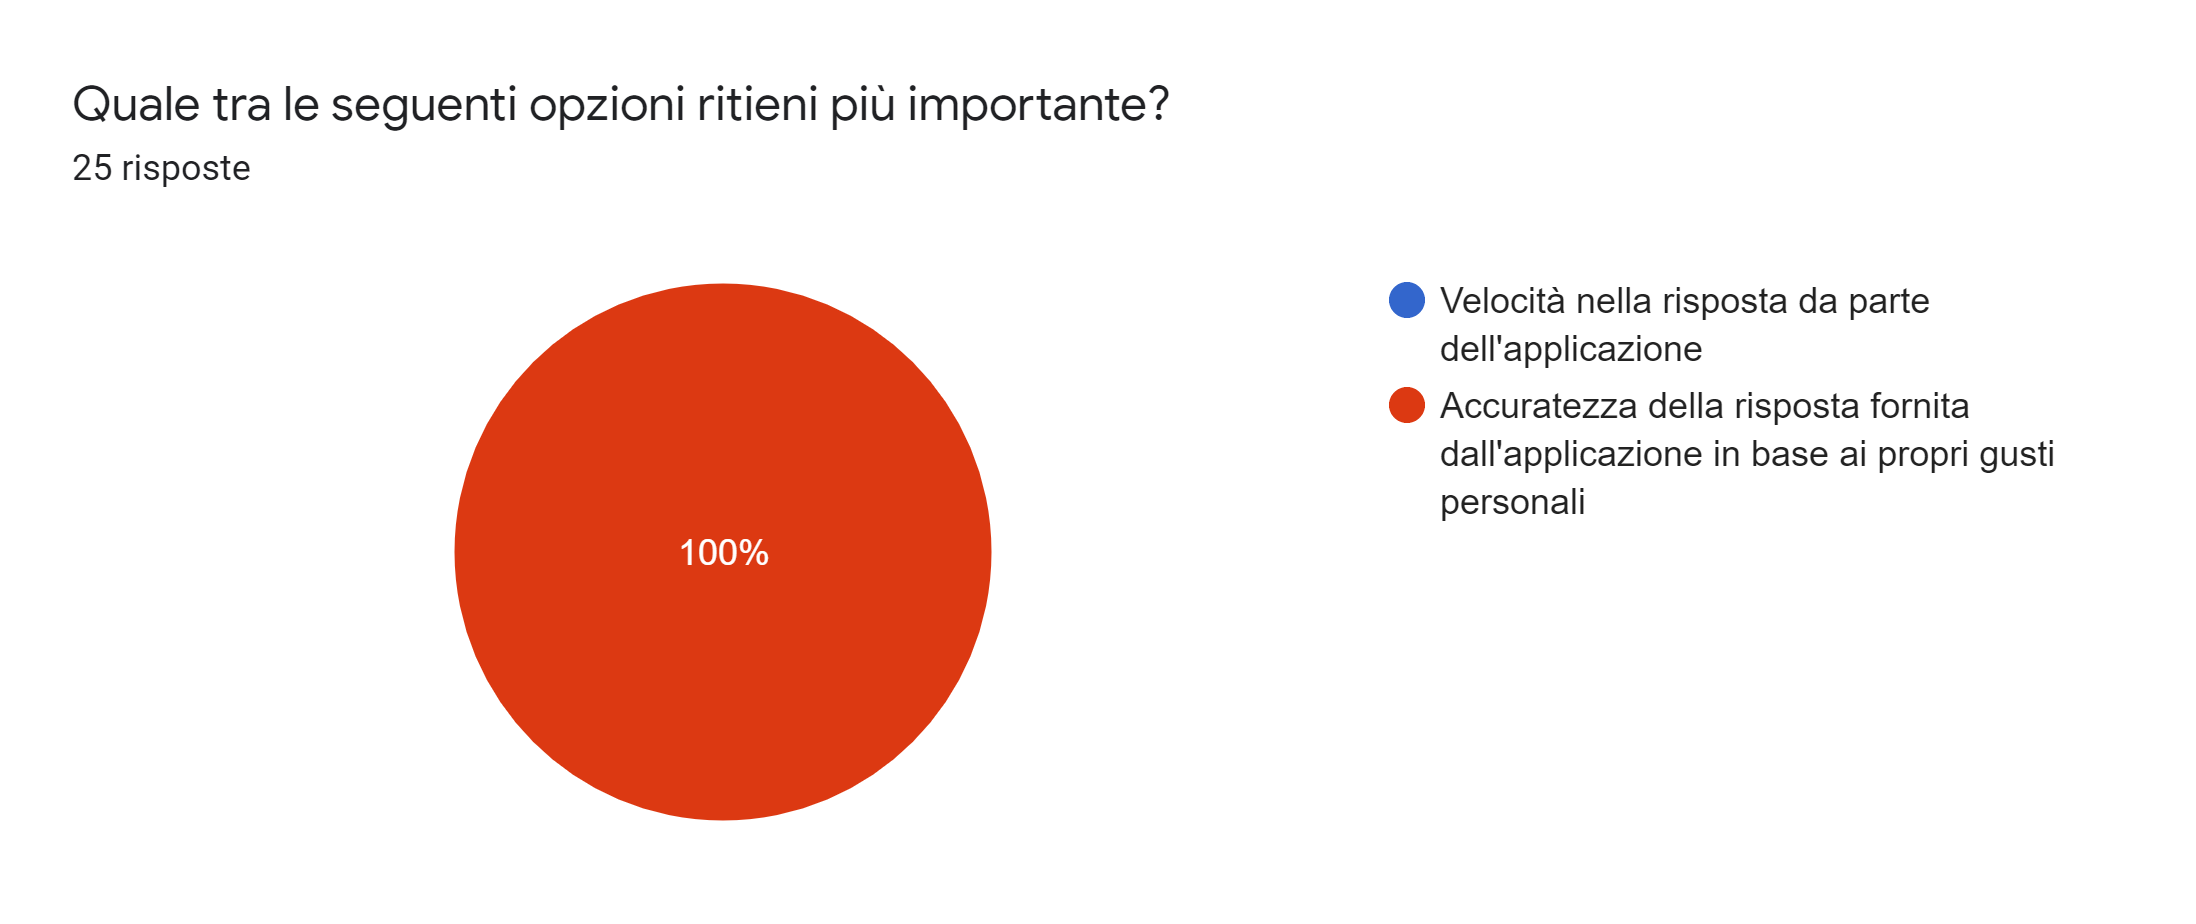 Quale tra le seguenti opzioni ritieni più importante?
25 risposte
100%
Velocità nella risposta da parte
dell'applicazione
Accuratezza della risposta fornita
dall'applicazione in base ai propri gusti
personali